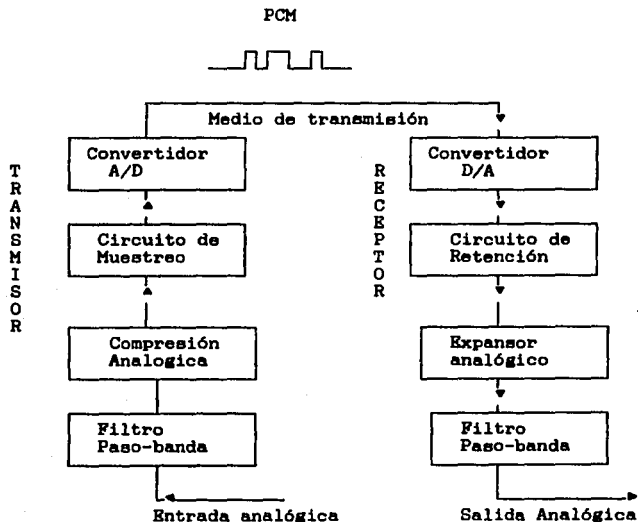 PCM
Medio de transmisión
TRANSMISOR
Convertidor
A/D
Circuito de
Muestreo
Compresión
Analogica
Filtro
Paso-banda
Entrada analógica
RECEPTOR
Convertidor
D/A
Circuito de
Retención
Expansor
analógico
Filtro
Paso-banda
Salida Analógica